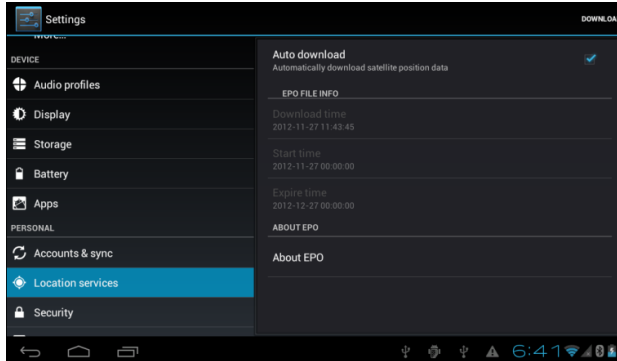 Settings
DOWNLOA
More...
DEVICE
Audio profiles
Display
Storage
Battery
Apps
PERSONAL
Accounts & sync
Location services
Security
Auto download
Automatically download satellite position data
EPO FILE INFO
Download time
2012-11-27 11:43:45
Start time
2012-11-27 00:00:00
Expire time
2012-12-27 00:00:00
ABOUT EPO
About EPO
6:41